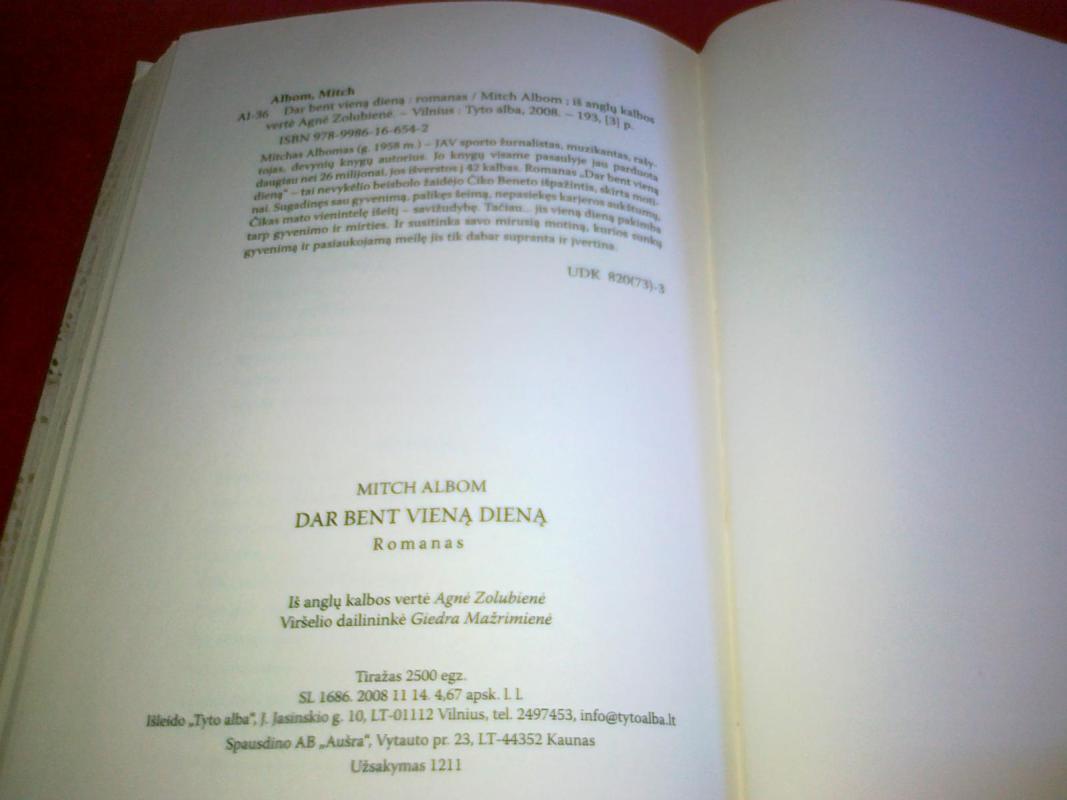 Albom, Mitch
Al-36 Dar bent vieną dieną : romanas / Mitch Albom ; iš anglų kalbos
vertė Agnė Zolubienė. – Vilnius : Tyto alba, 2008. – 193, [3] p.
ISBN 978-9986-16-654-2
Mitchas Albomas (g. 1958 m.) – JAV sporto žurnalistas, muzikantas, rašy-
tojas, devynių knygų autorius. Jo knygų visame pasaulyje jau parduota
daugiau nei 26 milijonai, jos išverstos į 42 kalbas. Romanas „Dar bent vieną
dieną“ – tai nevykėlio beisbolo žaidėjo Čiko Beneto išpažintis, skirta moti-
nai. Sugadinęs sau gyvenimą, palikęs šeimą, nepasiekęs karjeros aukštumų,
Čikas mato vienintelę išeitį – savižudybę. Tačiau... jis vieną dieną pakimba
tarp gyvenimo ir mirties. Ir susitinka savo mirusią motiną, kurios sunkų
gyvenimą ir pasiaukojamą meilę jis tik dabar supranta ir įvertina.
UDK 820(73)-3
MITCH ALBOM
DAR BENT VIENĄ DIENĄ
Romanas
Iš anglų kalbos vertė Agnė Zolubienė
Viršelio dailininkė Giedra Mažrimienė
Tiražas 2500 egz.
SL 1686. 2008 11 14. 4,67 apsk. l. l.
Išleido „Tyto alba“, J. Jasinskio g. 10, LT-01112 Vilnius, tel. 2497453, info@tytoalba.lt
Spausdino AB „Aušra“, Vytauto pr. 23, LT-44352 Kaunas
Užsakymas 1211